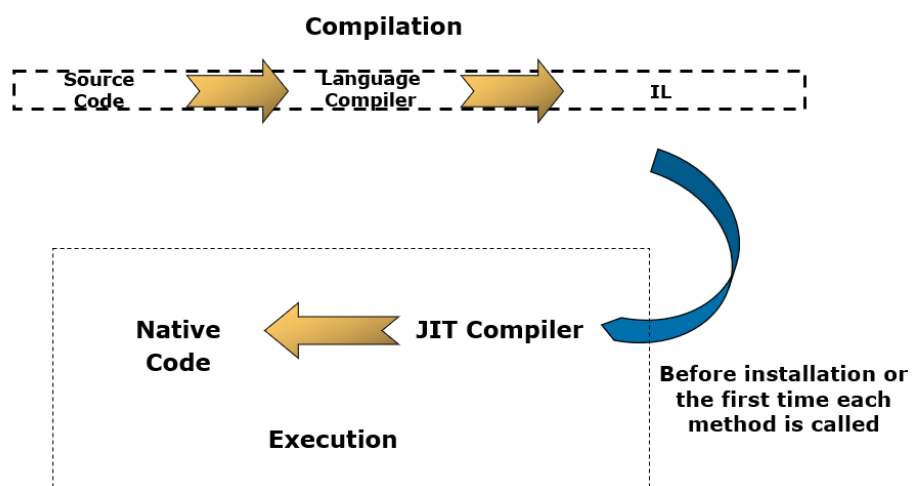 Compilation
Source
Code
Language
Compiler
IL
Native
Code
JIT Compiler
Before installation or
the first time each
method is called
Execution